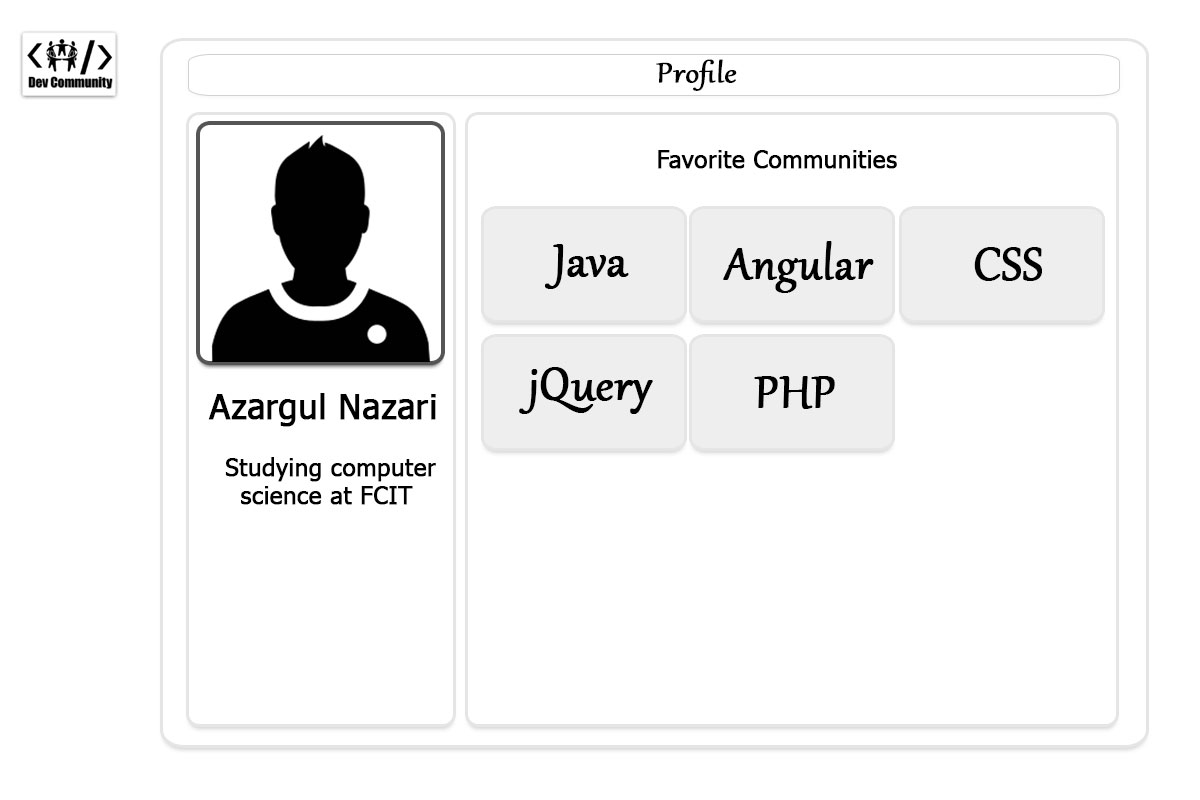 Dev Community
Profile
Favorite Communities
Java
Angular
CSS
jQuery
PHP
Azargul Nazari
Studying computer
science at FCIT